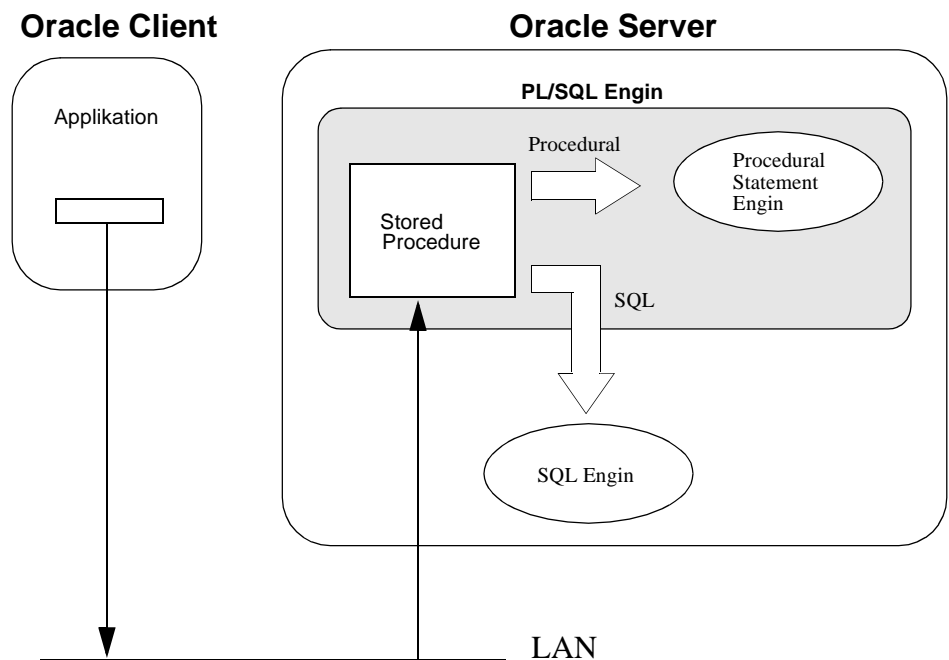 Oracle Client
Oracle Server
Applikation
PL/SQL Engin
Procedural
Procedural
Statement
Engin
Stored
Procedure
SQL
SQL Engin
LAN